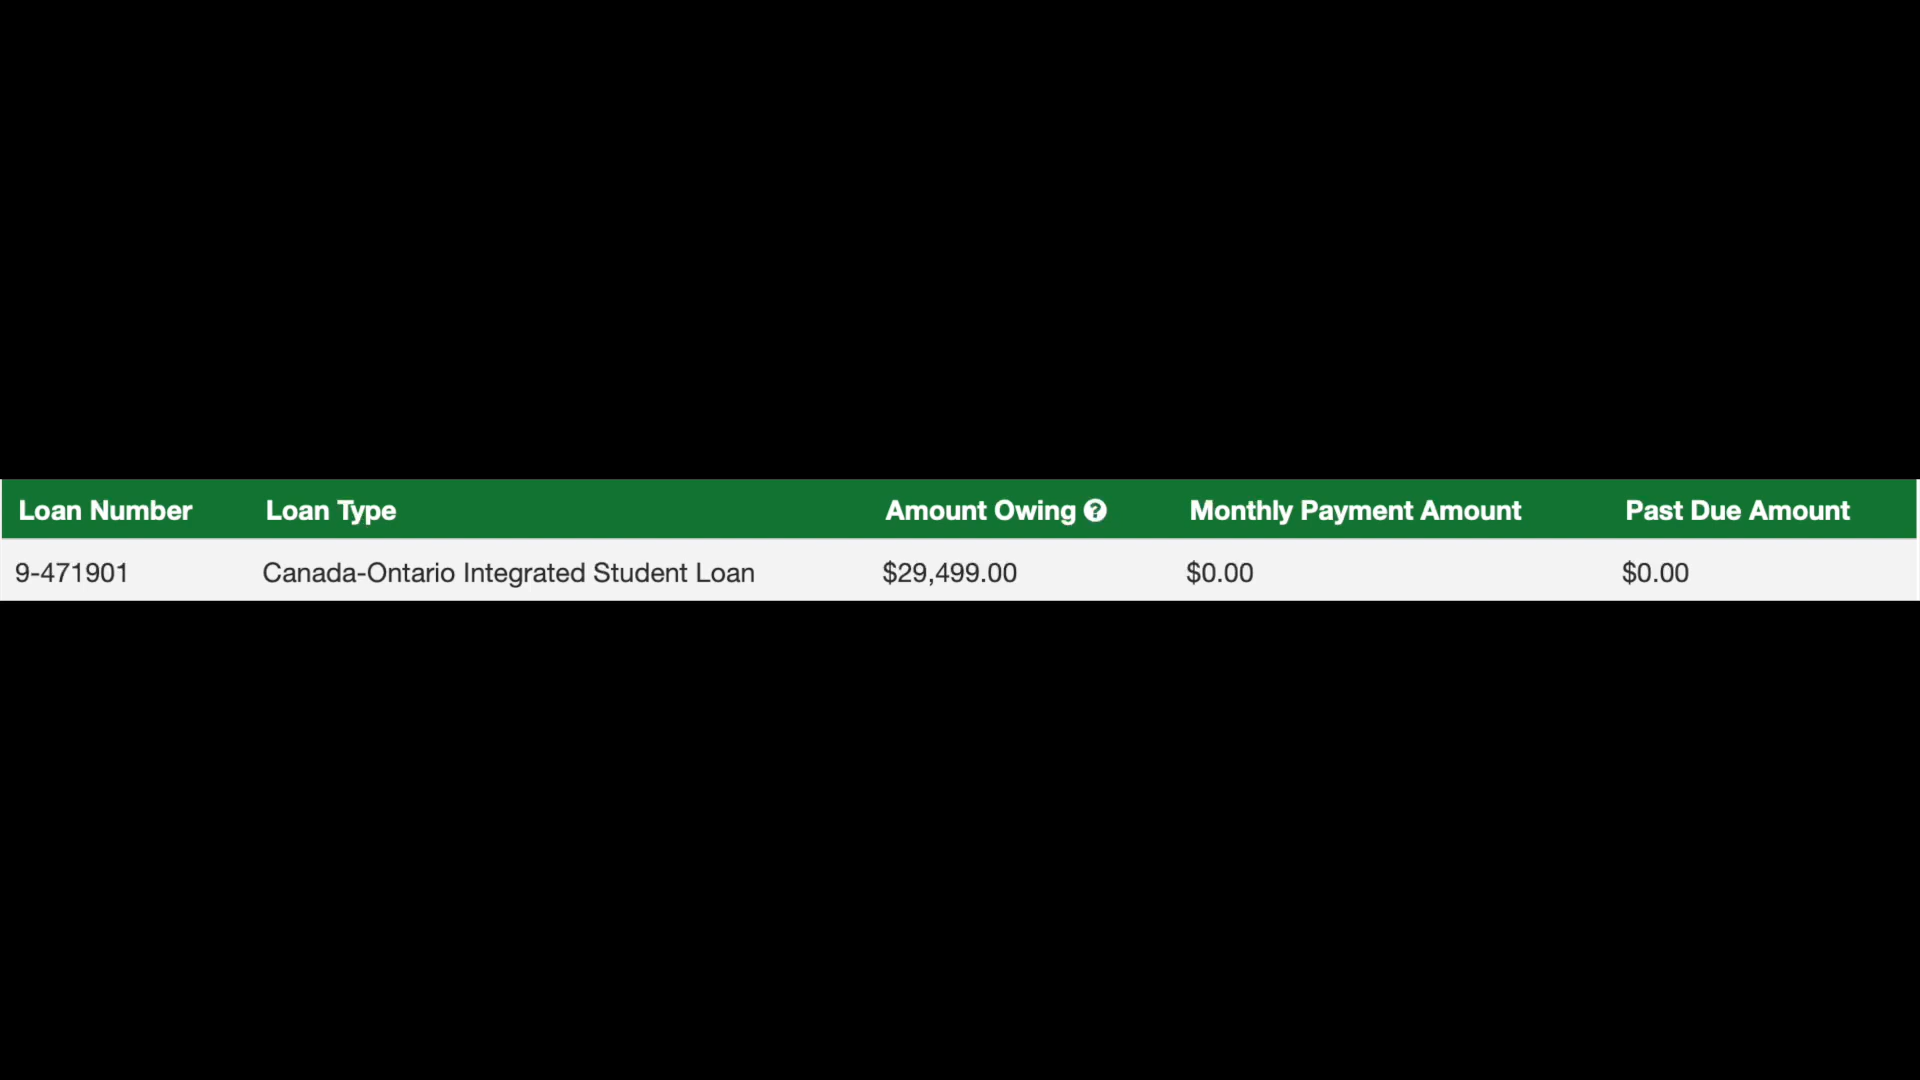 Loan Number Loan Type Amount Owing ? Monthly Payment Amount Past Due Amount
9-471901 Canada-Ontario Integrated Student Loan $29,499.00 $0.00 $0.00